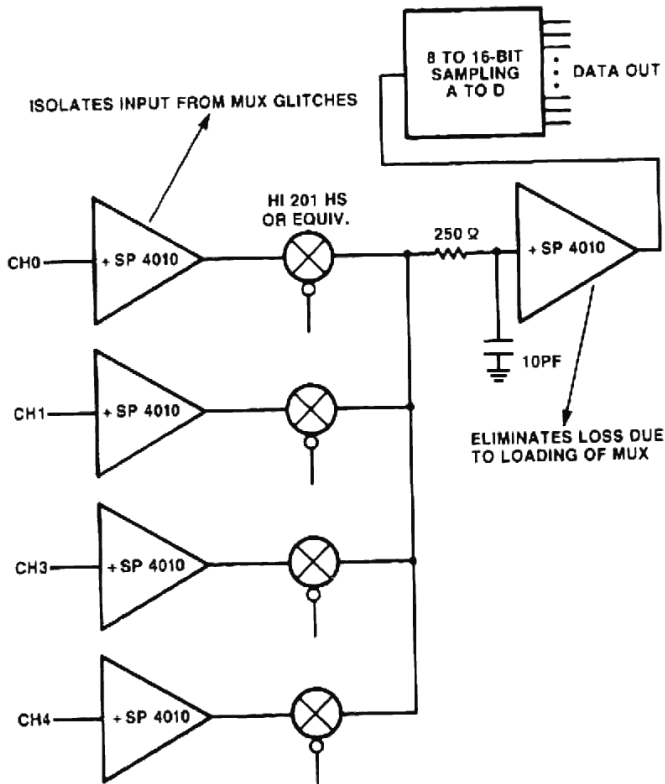 8 TO 16-BIT
SAMPLING
A TO D
DATA OUT
ISOLATES INPUT FROM MUX GLITCHES
HI 201 HS
OR EQUIV.
CH0
+ SP 4010
250 Ω
+ SP 4010
10PF
CH1
+ SP 4010
ELIMINATES LOSS DUE
TO LOADING OF MUX
CH3
+ SP 4010
CH4
+ SP 4010